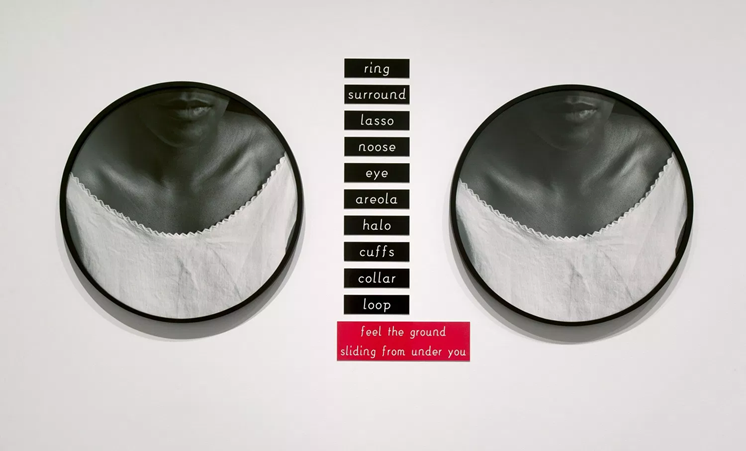 ring
surround
lasso
noose
eye
areola
halo
cuffs
collar
loop
feel the ground
sliding from under you